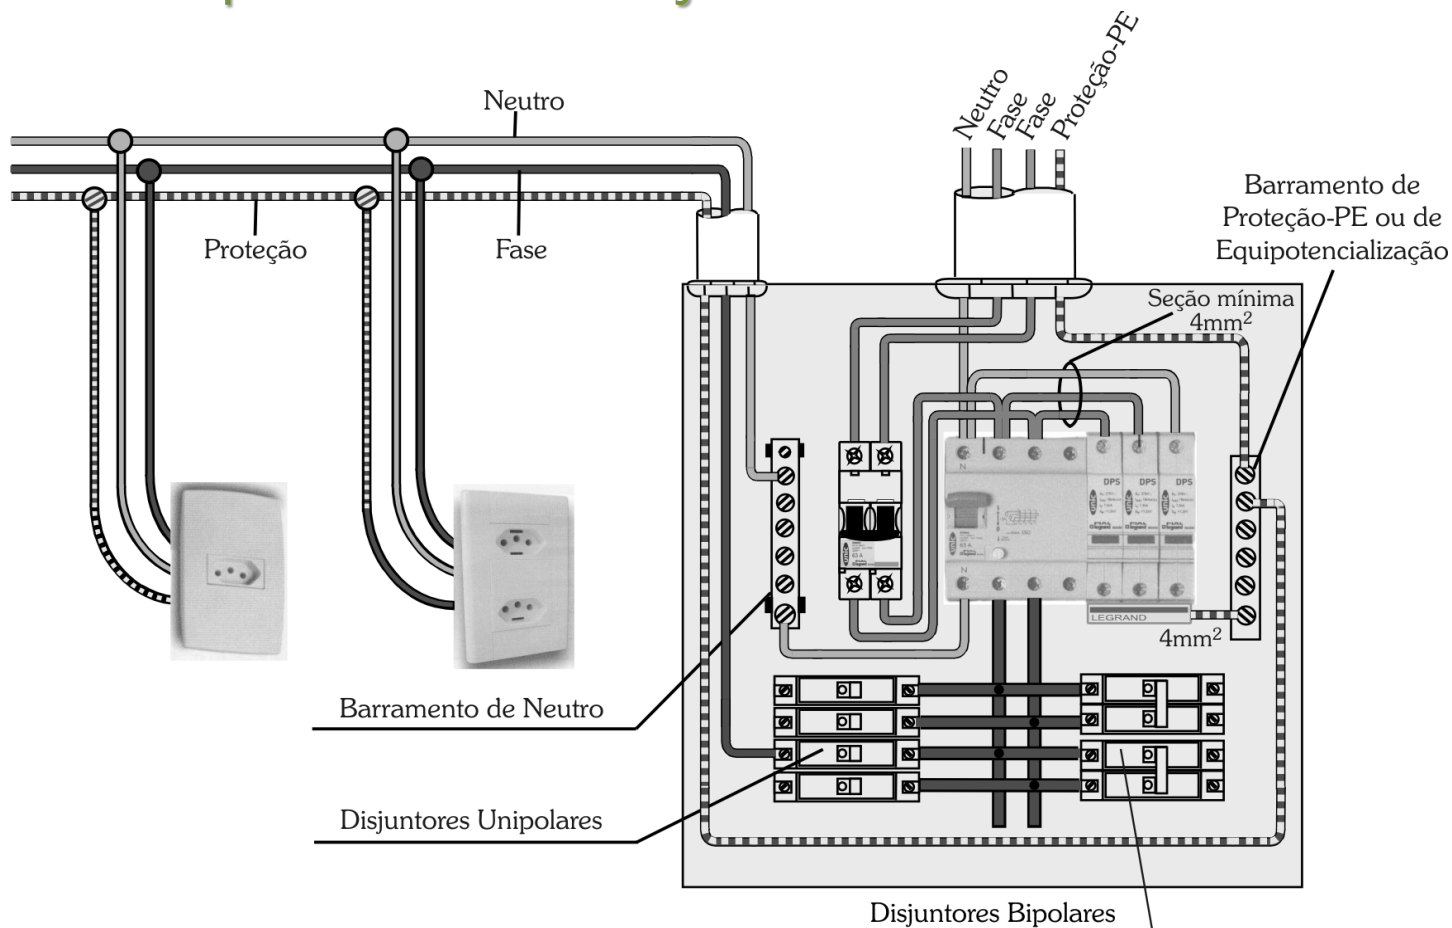 Neutro
Fase
Fase
Proteção-PE
Neutro
Proteção
Fase
Barramento de
Proteção-PE ou de
Equipotencialização
Seção mínima
4mm²
N
DPS
DPS
DPS
63 A
N
LEGRAND
4mm²
Barramento de Neutro
Disjuntores Unipolares
Disjuntores Bipolares